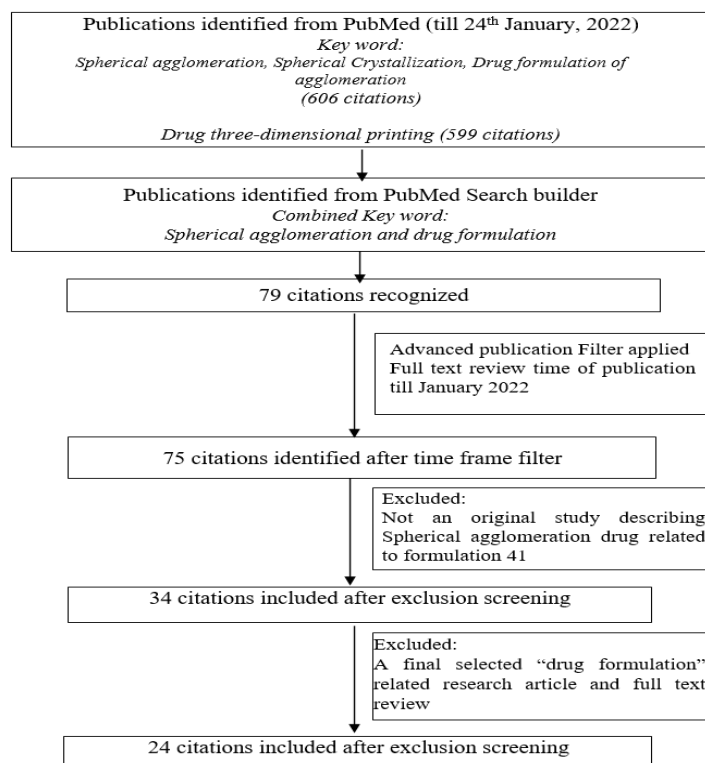 Publications identified from PubMed (till 24th January, 2022)
Key word:
Spherical agglomeration, Spherical Crystallization, Drug formulation of
agglomeration
(606 citations)
Drug three-dimensional printing (599 citations)
Publications identified from PubMed Search builder
Combined Key word:
Spherical agglomeration and drug formulation
79 citations recognized
Advanced publication Filter applied
Full text review time of publication
till January 2022
75 citations identified after time frame filter
Excluded:
Not an original study describing
Spherical agglomeration drug related
to formulation 41
34 citations included after exclusion screening
Excluded:
A final selected “drug formulation”
related research article and full text
review
24 citations included after exclusion screening